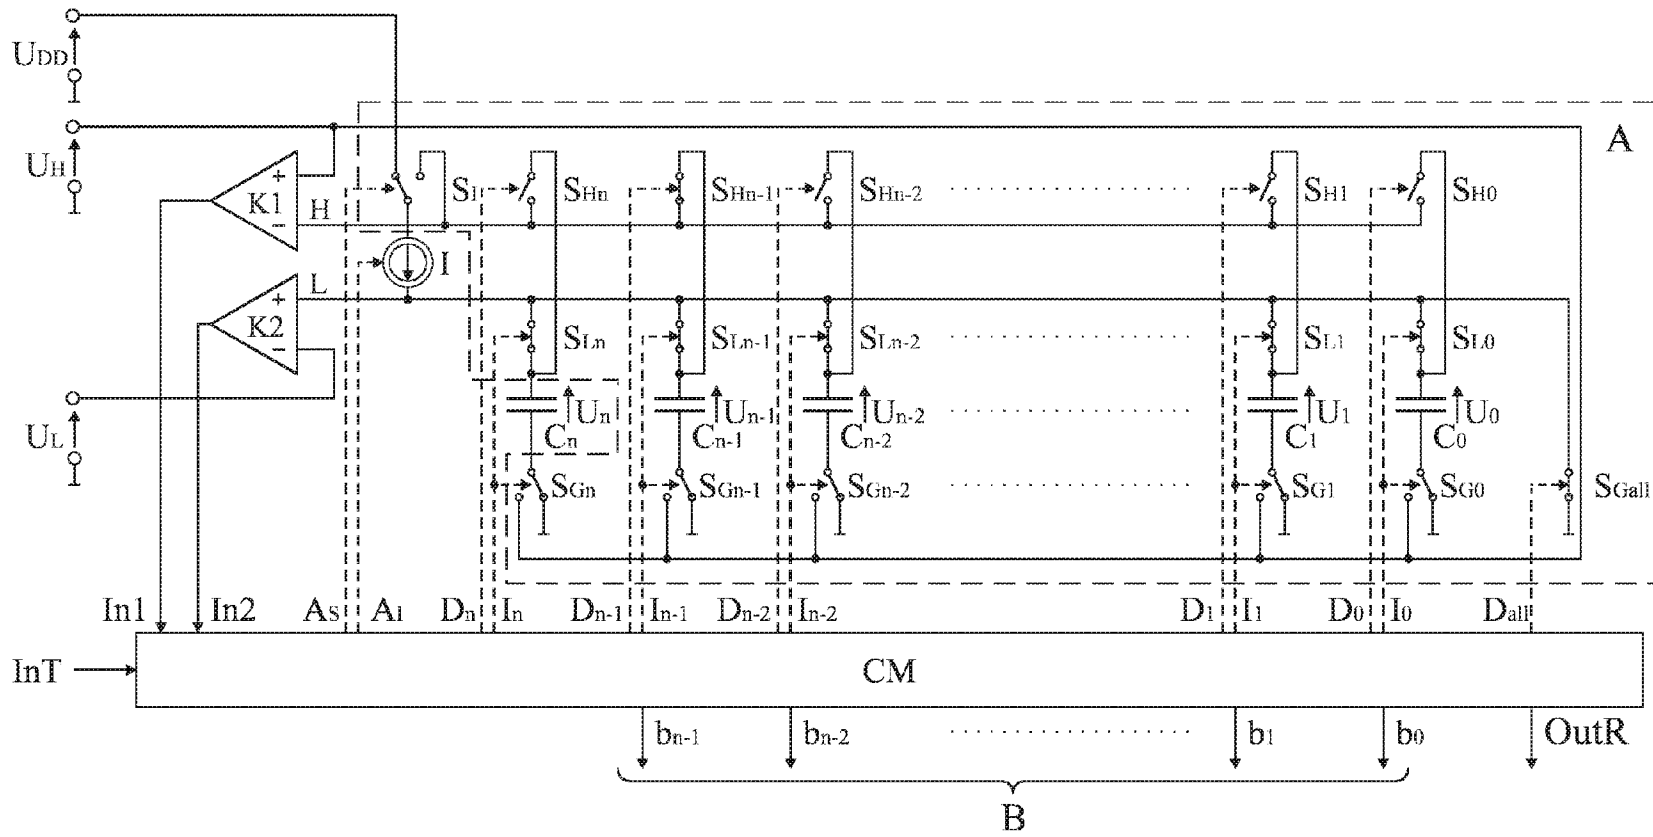 UDD
UH
A
K1
H
SI
SHn
SHn-1
SHn-2
SH1
SH0
I
L
K2
SLn
SLn-1
SLn-2
SL1
SL0
Un
Un-1
Un-2
U1
U0
UL
Cn
Cn-1
Cn-2
C1
C0
SGn
SGn-1
SGn-2
SG1
SG0
SGall
In1 In2 AS AI Dn In Dn-1 In-1 Dn-2 In-2 D1 I1 D0 I0 Dall
InT
CM
bn-1 bn-2 b1 b0 OutR
B